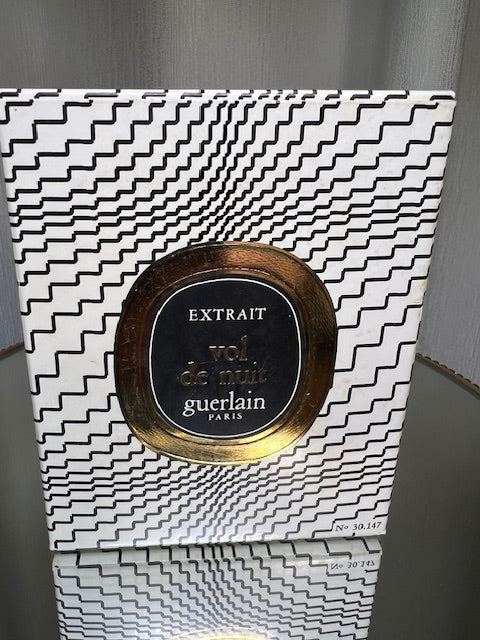 EXTRAIT
vol
de nuit
guerlain
PARIS
Nº 30.147